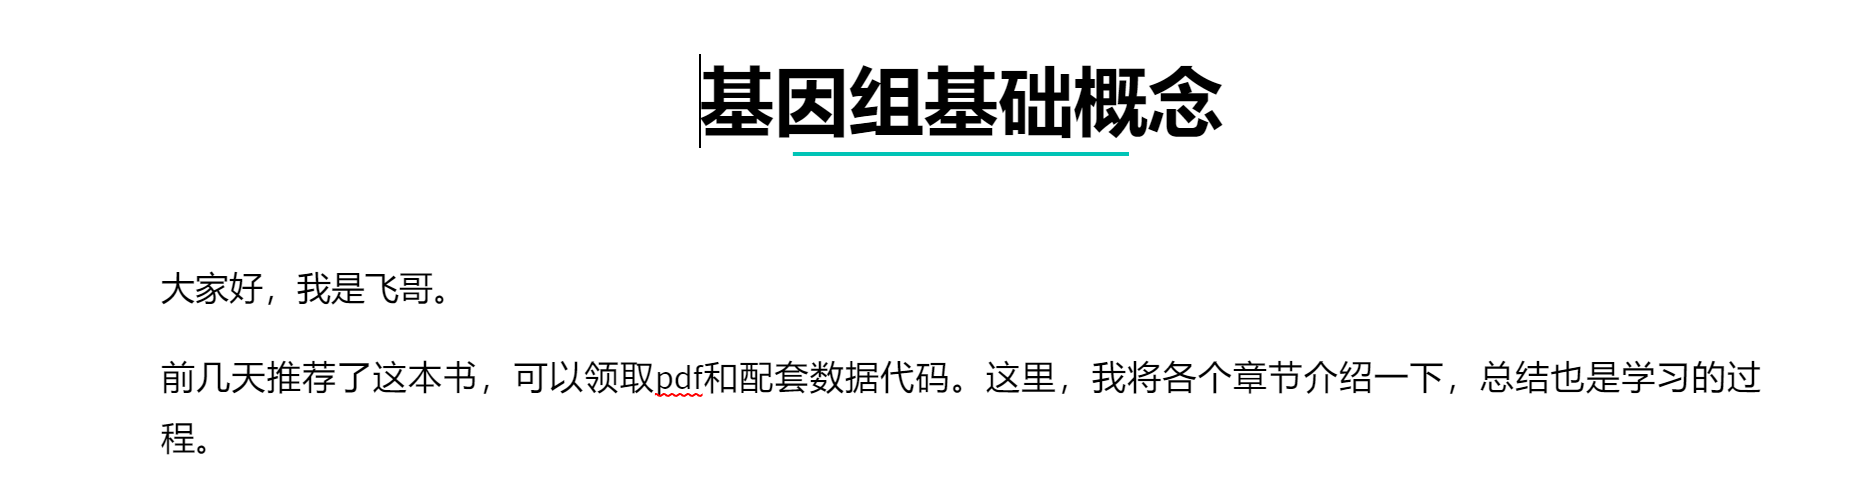 基因组基础概念
大家好，我是飞哥。
前几天推荐了这本书，可以领取pdf和配套数据代码。这里，我将各个章节介绍一下，总结也是学习的过
程。